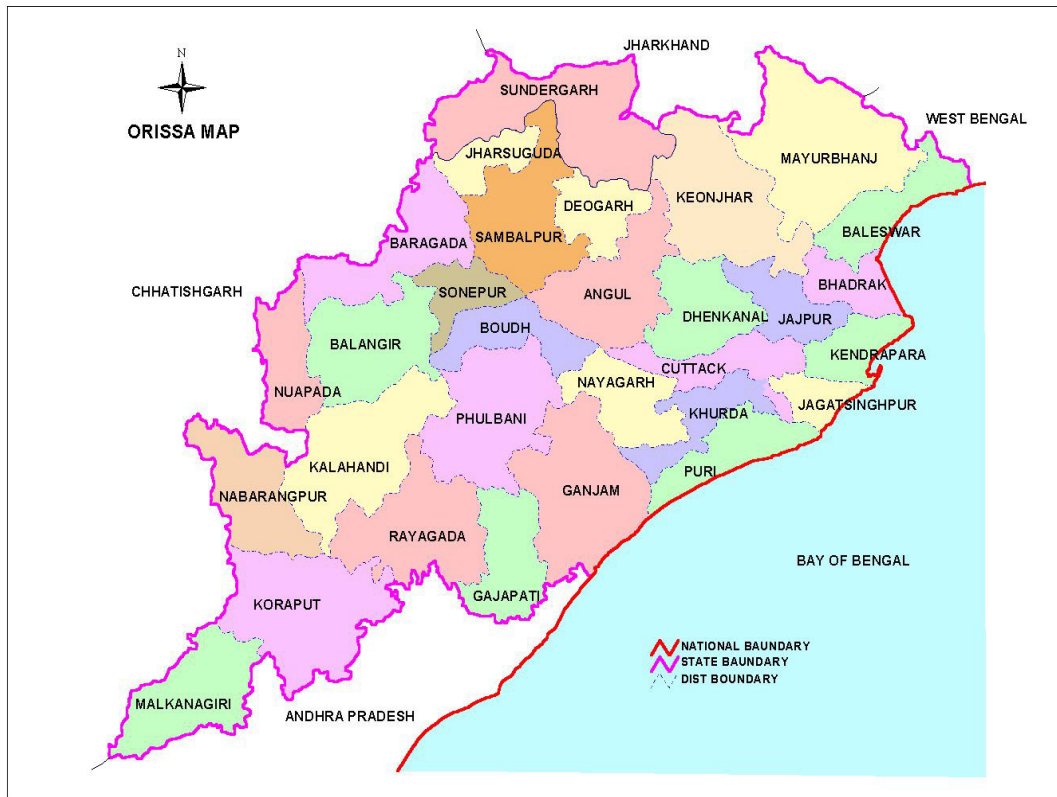 JHARKHAND
N
SUNDERGARH
WEST BENGAL
ORISSA MAP
JHARSUGUDA
MAYURBHANJ
KEONJHAR
DEOGARH
BALESWAR
SAMBALPUR
BARAGADA
BHADRAK
CHHATISHGARH
SONEPUR
ANGUL
DHENKANAL
JAJPUR
BOUDH
BALANGIR
KENDRAPARA
CUTTACK
NAYAGARH
NUAPADA
JAGATSINGHPUR
KHURDA
PHULBANI
KALAHANDI
PURI
GANJAM
NABARANGPUR
RAYAGADA
BAY OF BENGAL
GAJAPATI
KORAPUT
NATIONAL BAUNDARY
STATE BAUNDARY
DIST BOUNDARY
MALKANAGIRI
ANDHRA PRADESH